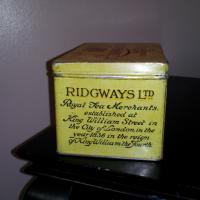 RIDGWAYS LTD
Royal Tea Merchants.
established at
King William Street in
the City of London in the
year 1836 in the reign
of King William the fourth.